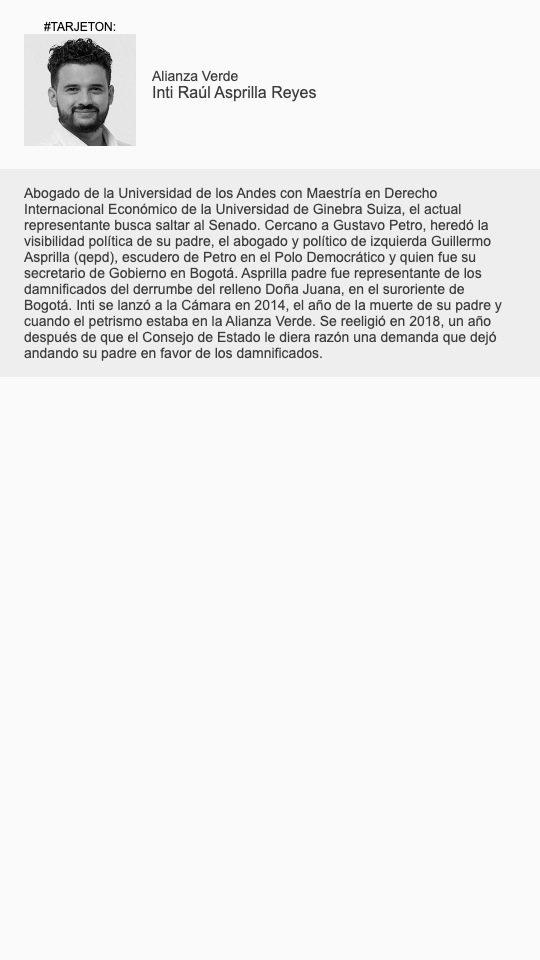 #TARJETON:
Alianza Verde
Inti Raúl Asprilla Reyes
Abogado de la Universidad de los Andes con Maestría en Derecho
Internacional Económico de la Universidad de Ginebra Suiza, el actual
representante busca saltar al Senado. Cercano a Gustavo Petro, heredó la
visibilidad política de su padre, el abogado y político de izquierda Guillermo
Asprilla (qepd), escudero de Petro en el Polo Democrático y quien fue su
secretario de Gobierno en Bogotá. Asprilla padre fue representante de los
damnificados del derrumbe del relleno Doña Juana, en el suroriente de
Bogotá. Inti se lanzó a la Cámara en 2014, el año de la muerte de su padre y
cuando el petrismo estaba en la Alianza Verde. Se reeligió en 2018, un año
después de que el Consejo de Estado le diera razón una demanda que dejó
andando su padre en favor de los damnificados.